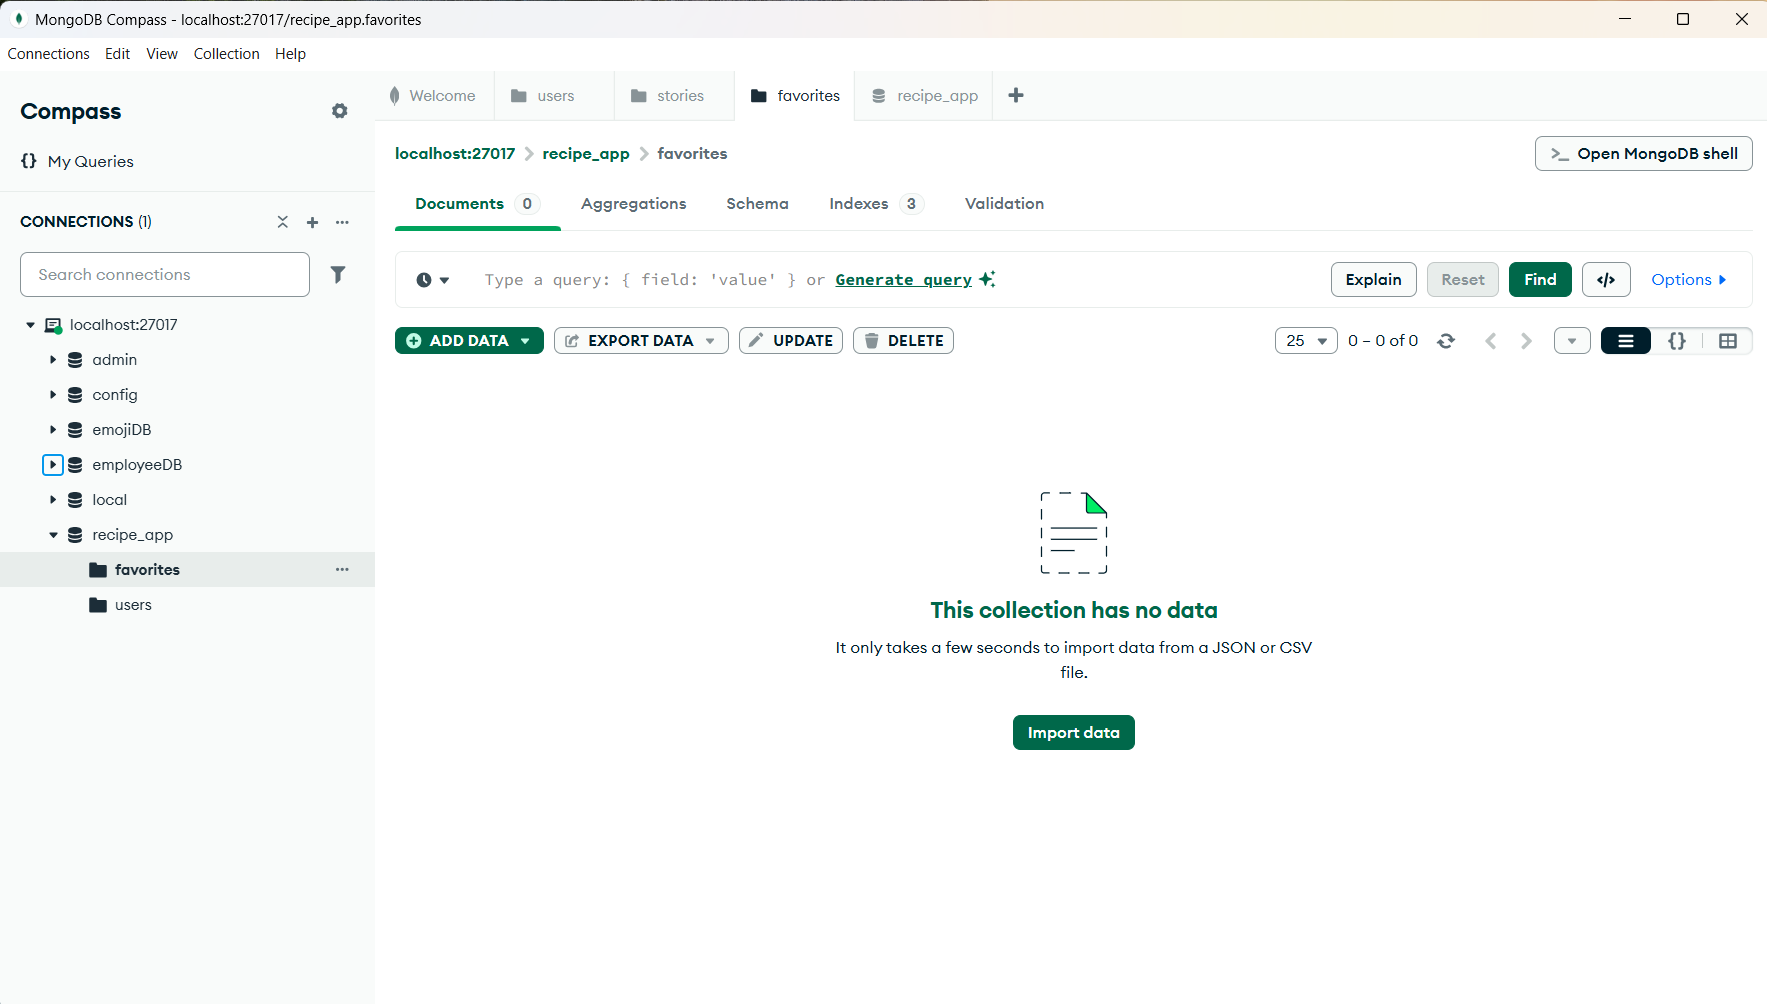 MongoDB Compass - localhost:27017/recipe_app.favorites
Connections Edit View Collection Help
Compass
My Queries
CONNECTIONS (1)
Search connections
localhost:27017
admin
config
emojiDB
employeeDB
local
recipe_app
favorites
users
Welcome users stories favorites recipe_app
localhost:27017 recipe_app favorites
Open MongoDB shell
Documents 0 Aggregations Schema Indexes 3 Validation
Type a query: { field: 'value' } or Generate query
Explain Reset Find </> Options
ADD DATA EXPORT DATA UPDATE DELETE
25 0 – 0 of 0 {}
This collection has no data
It only takes a few seconds to import data from a JSON or CSV
file.
Import data